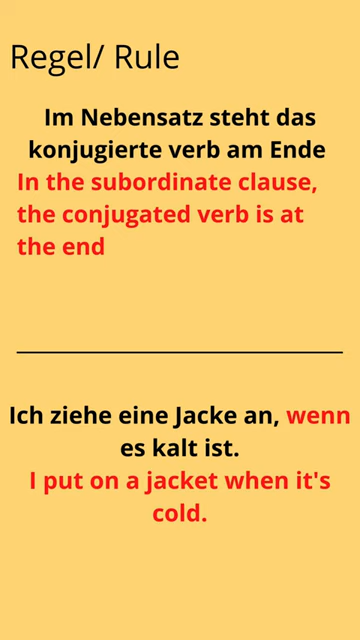 Regel/ Rule
Im Nebensatz steht das
konjugierte verb am Ende
In the subordinate clause,
the conjugated verb is at
the end
Ich ziehe eine Jacke an, wenn
es kalt ist.
I put on a jacket when it's
cold.